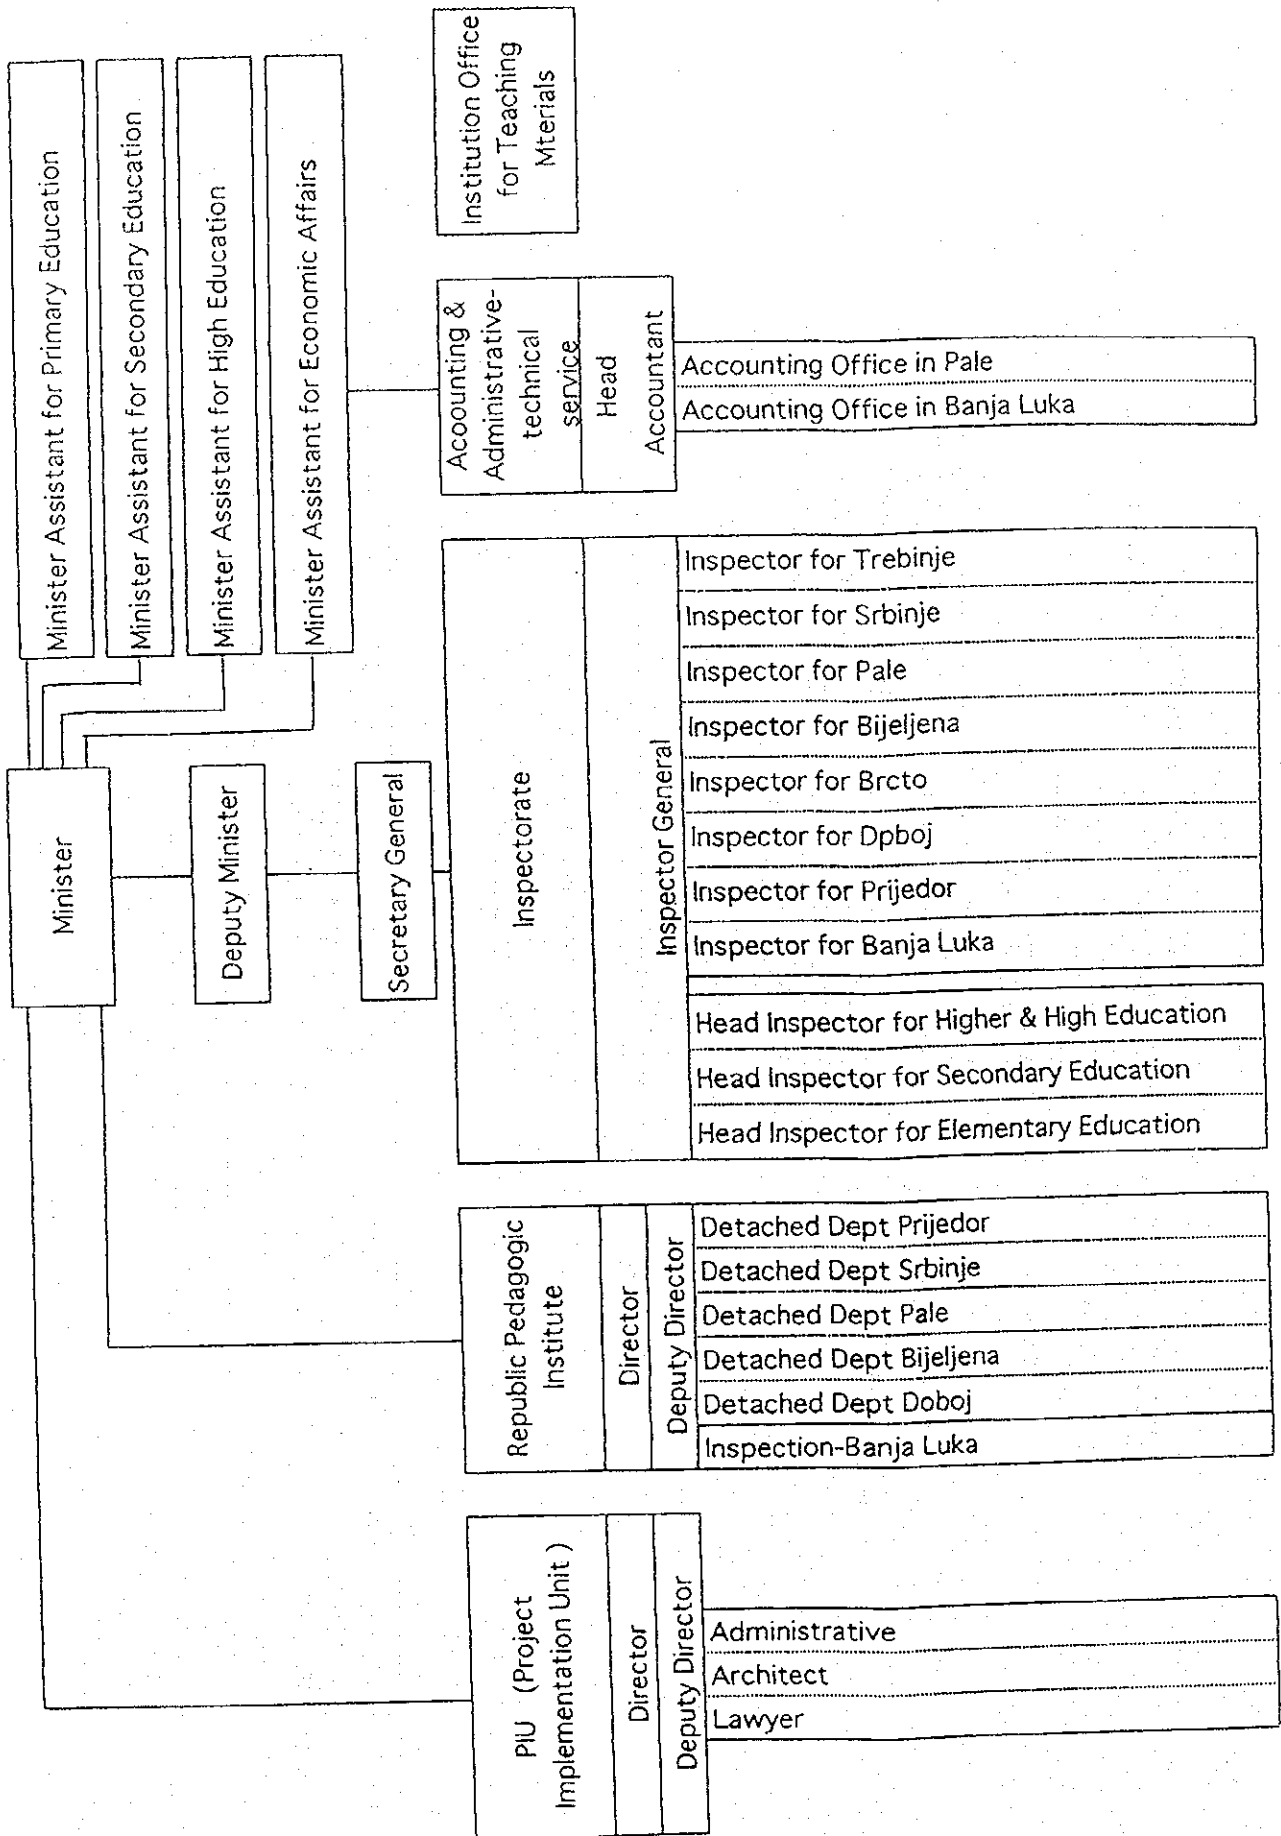 Minister
Minister Assistant for Primary Education
Minister Assistant for Secondary Education
Minister Assistant for High Education
Minister Assistant for Economic Affairs
Deputy Minister
Secretary General
PIU (Project
Implementation Unit )
Director
Deputy Director
Administrative
Architect
Lawyer
Republic Pedagogic
Institute
Director
Deputy Director
Detached Dept Prijedor
Detached Dept Srbinje
Detached Dept Pale
Detached Dept Bijeljena
Detached Dept Doboj
Inspection-Banja Luka
Inspectorate
Inspector General
Inspector for Trebinje
Inspector for Srbinje
Inspector for Pale
Inspector for Bijeljena
Inspector for Brcto
Inspector for Dpboj
Inspector for Prijedor
Inspector for Banja Luka
Head Inspector for Higher & High Education
Head Inspector for Secondary Education
Head Inspector for Elementary Education
Acoounting &
Administrative-
technical
service
Head
Accountant
Accounting Office in Pale
Accounting Office in Banja Luka
Institution Office
for Teaching
Mterials